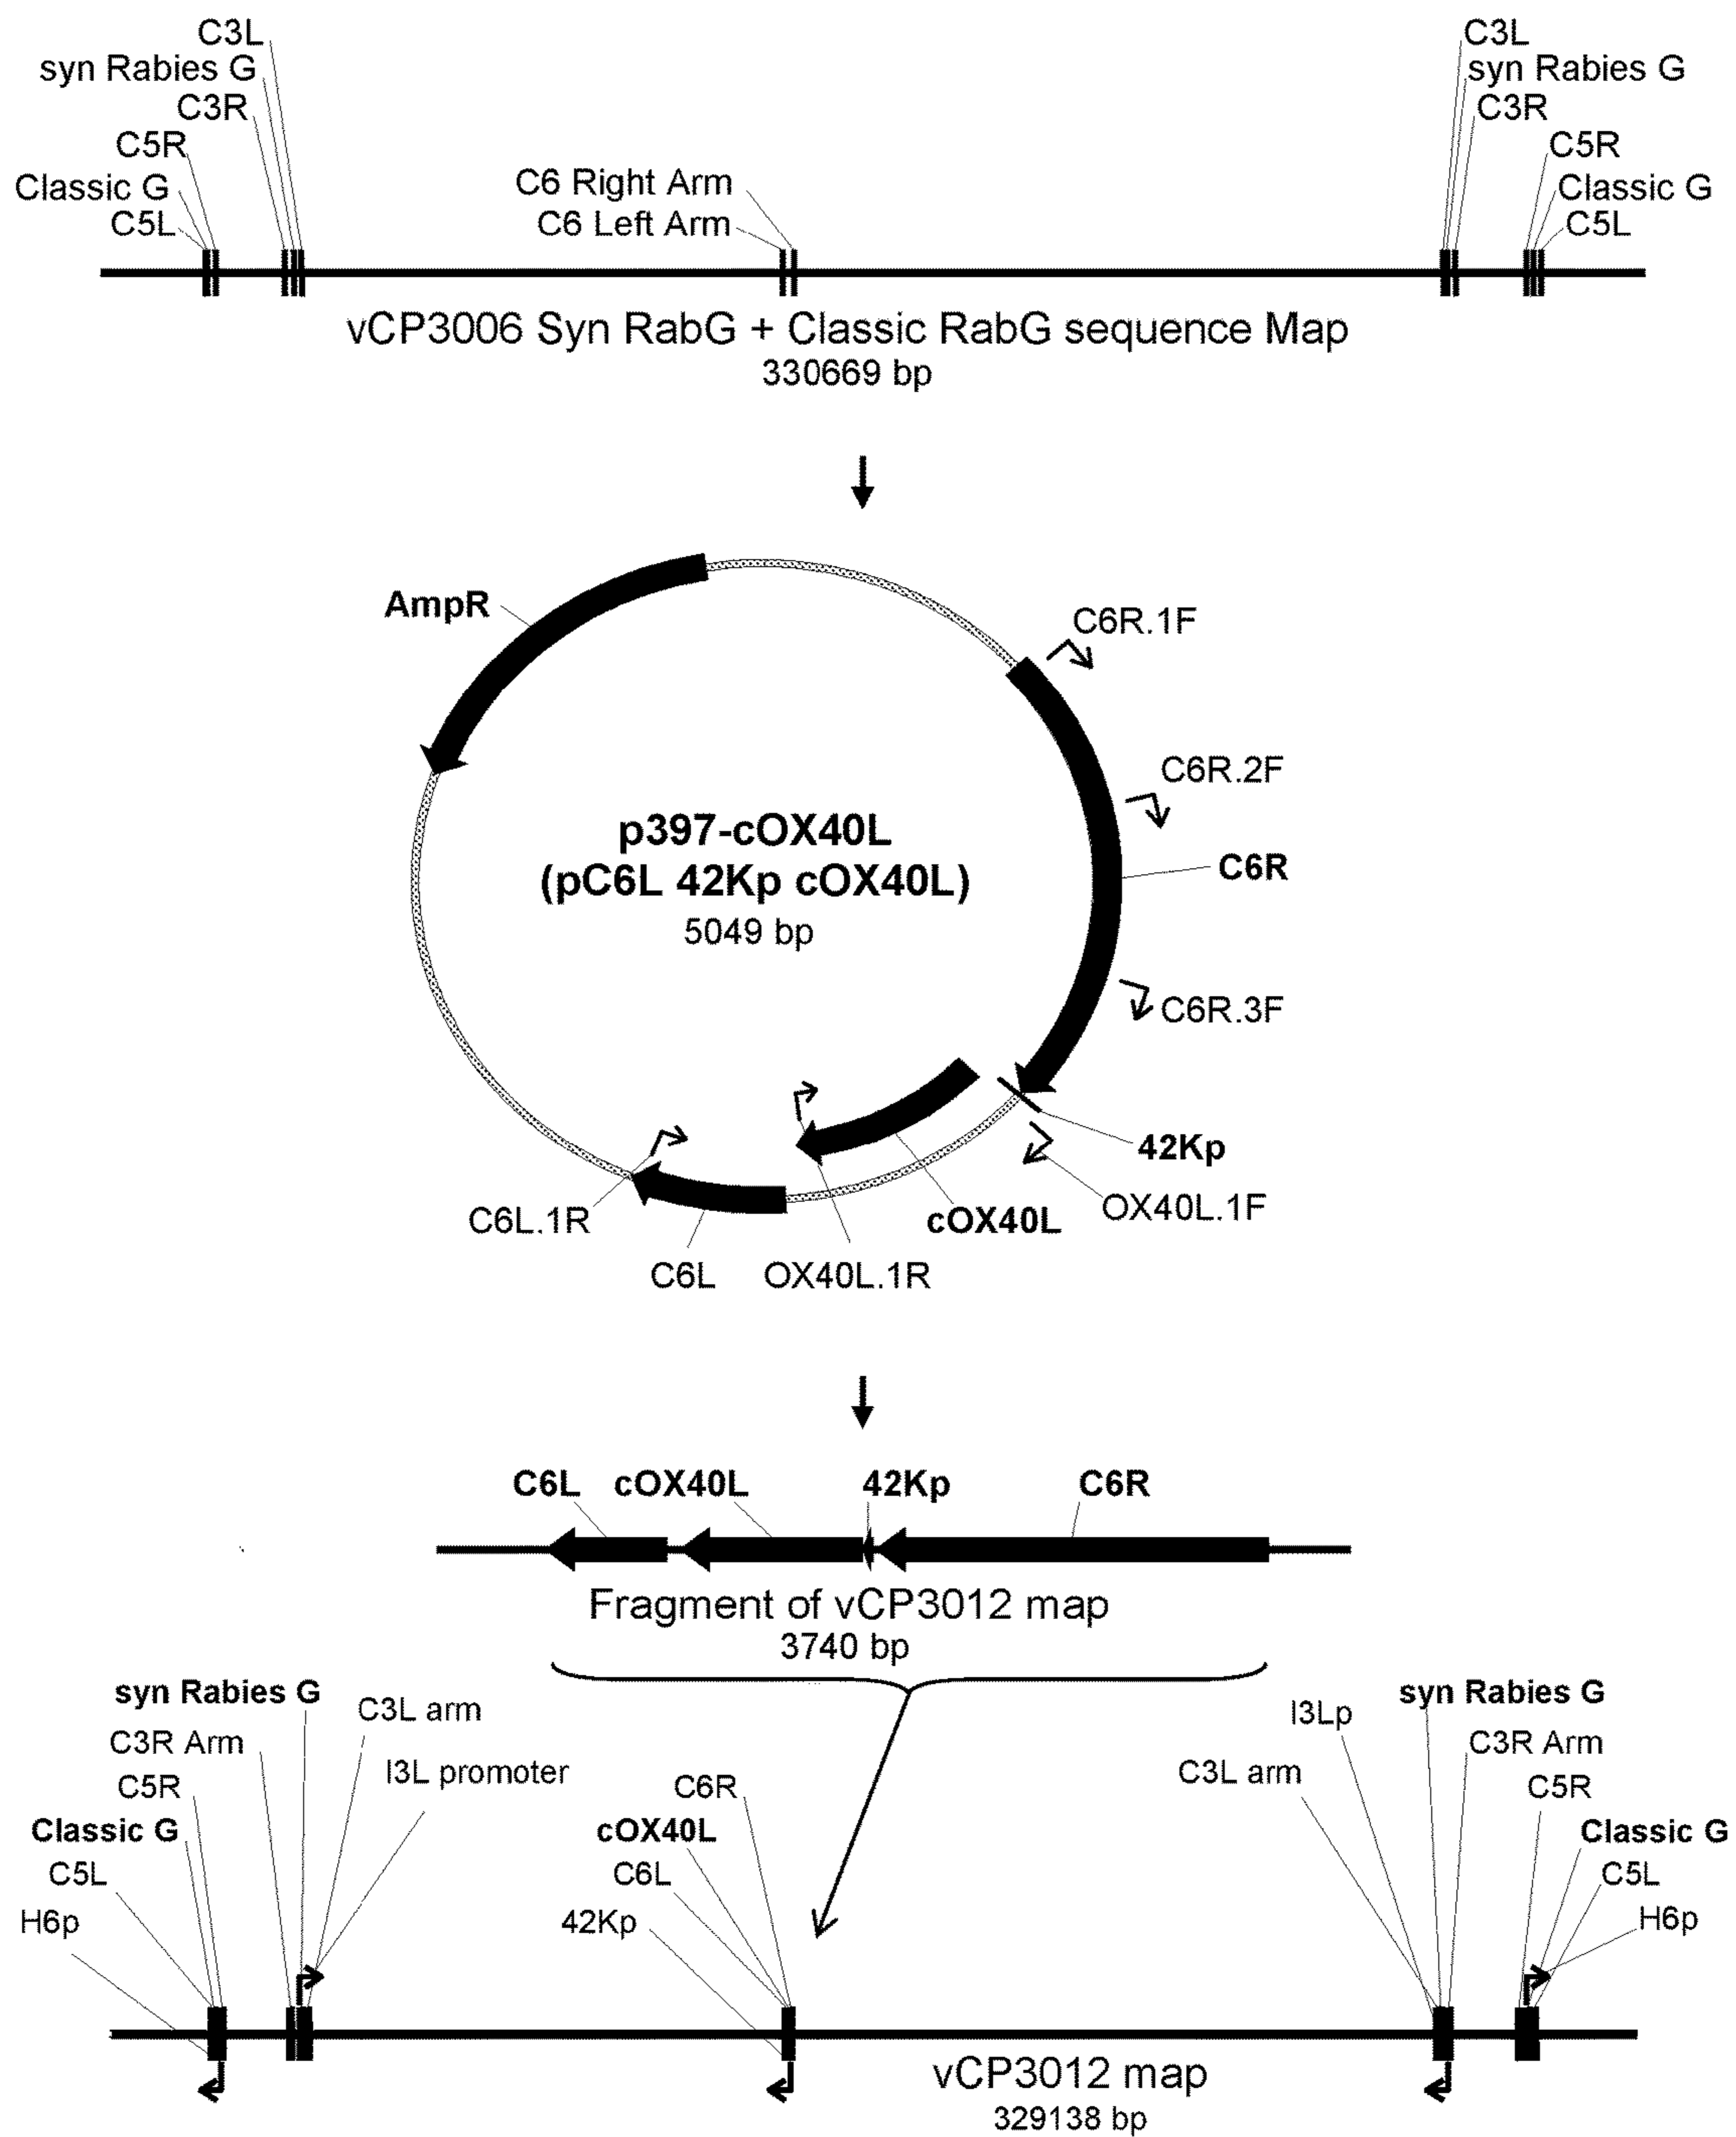 C3L
syn Rabies G
C3R
C5R
Classic G
C5L
C6 Right Arm
C6 Left Arm
C3L
syn Rabies G
C3R
C5R
Classic G
C5L
vCP3006 Syn RabG + Classic RabG sequence Map
330669 bp
AmpR
C6R.1F
C6R.2F
C6R
C6R.3F
p397-cOX40L
(pC6L 42Kp cOX40L)
5049 bp
42Kp
OX40L.1F
cOX40L
OX40L.1R
C6L
C6L.1R
C6L cOX40L 42Kp C6R
Fragment of vCP3012 map
3740 bp
syn Rabies G
C3L arm
C3R Arm
I3L promoter
C5R
Classic G
C5L
H6p
C6R
cOX40L
C6L
42Kp
syn Rabies G
I3Lp
C3R Arm
C3L arm
C5R
Classic G
C5L
H6p
vCP3012 map
329138 bp